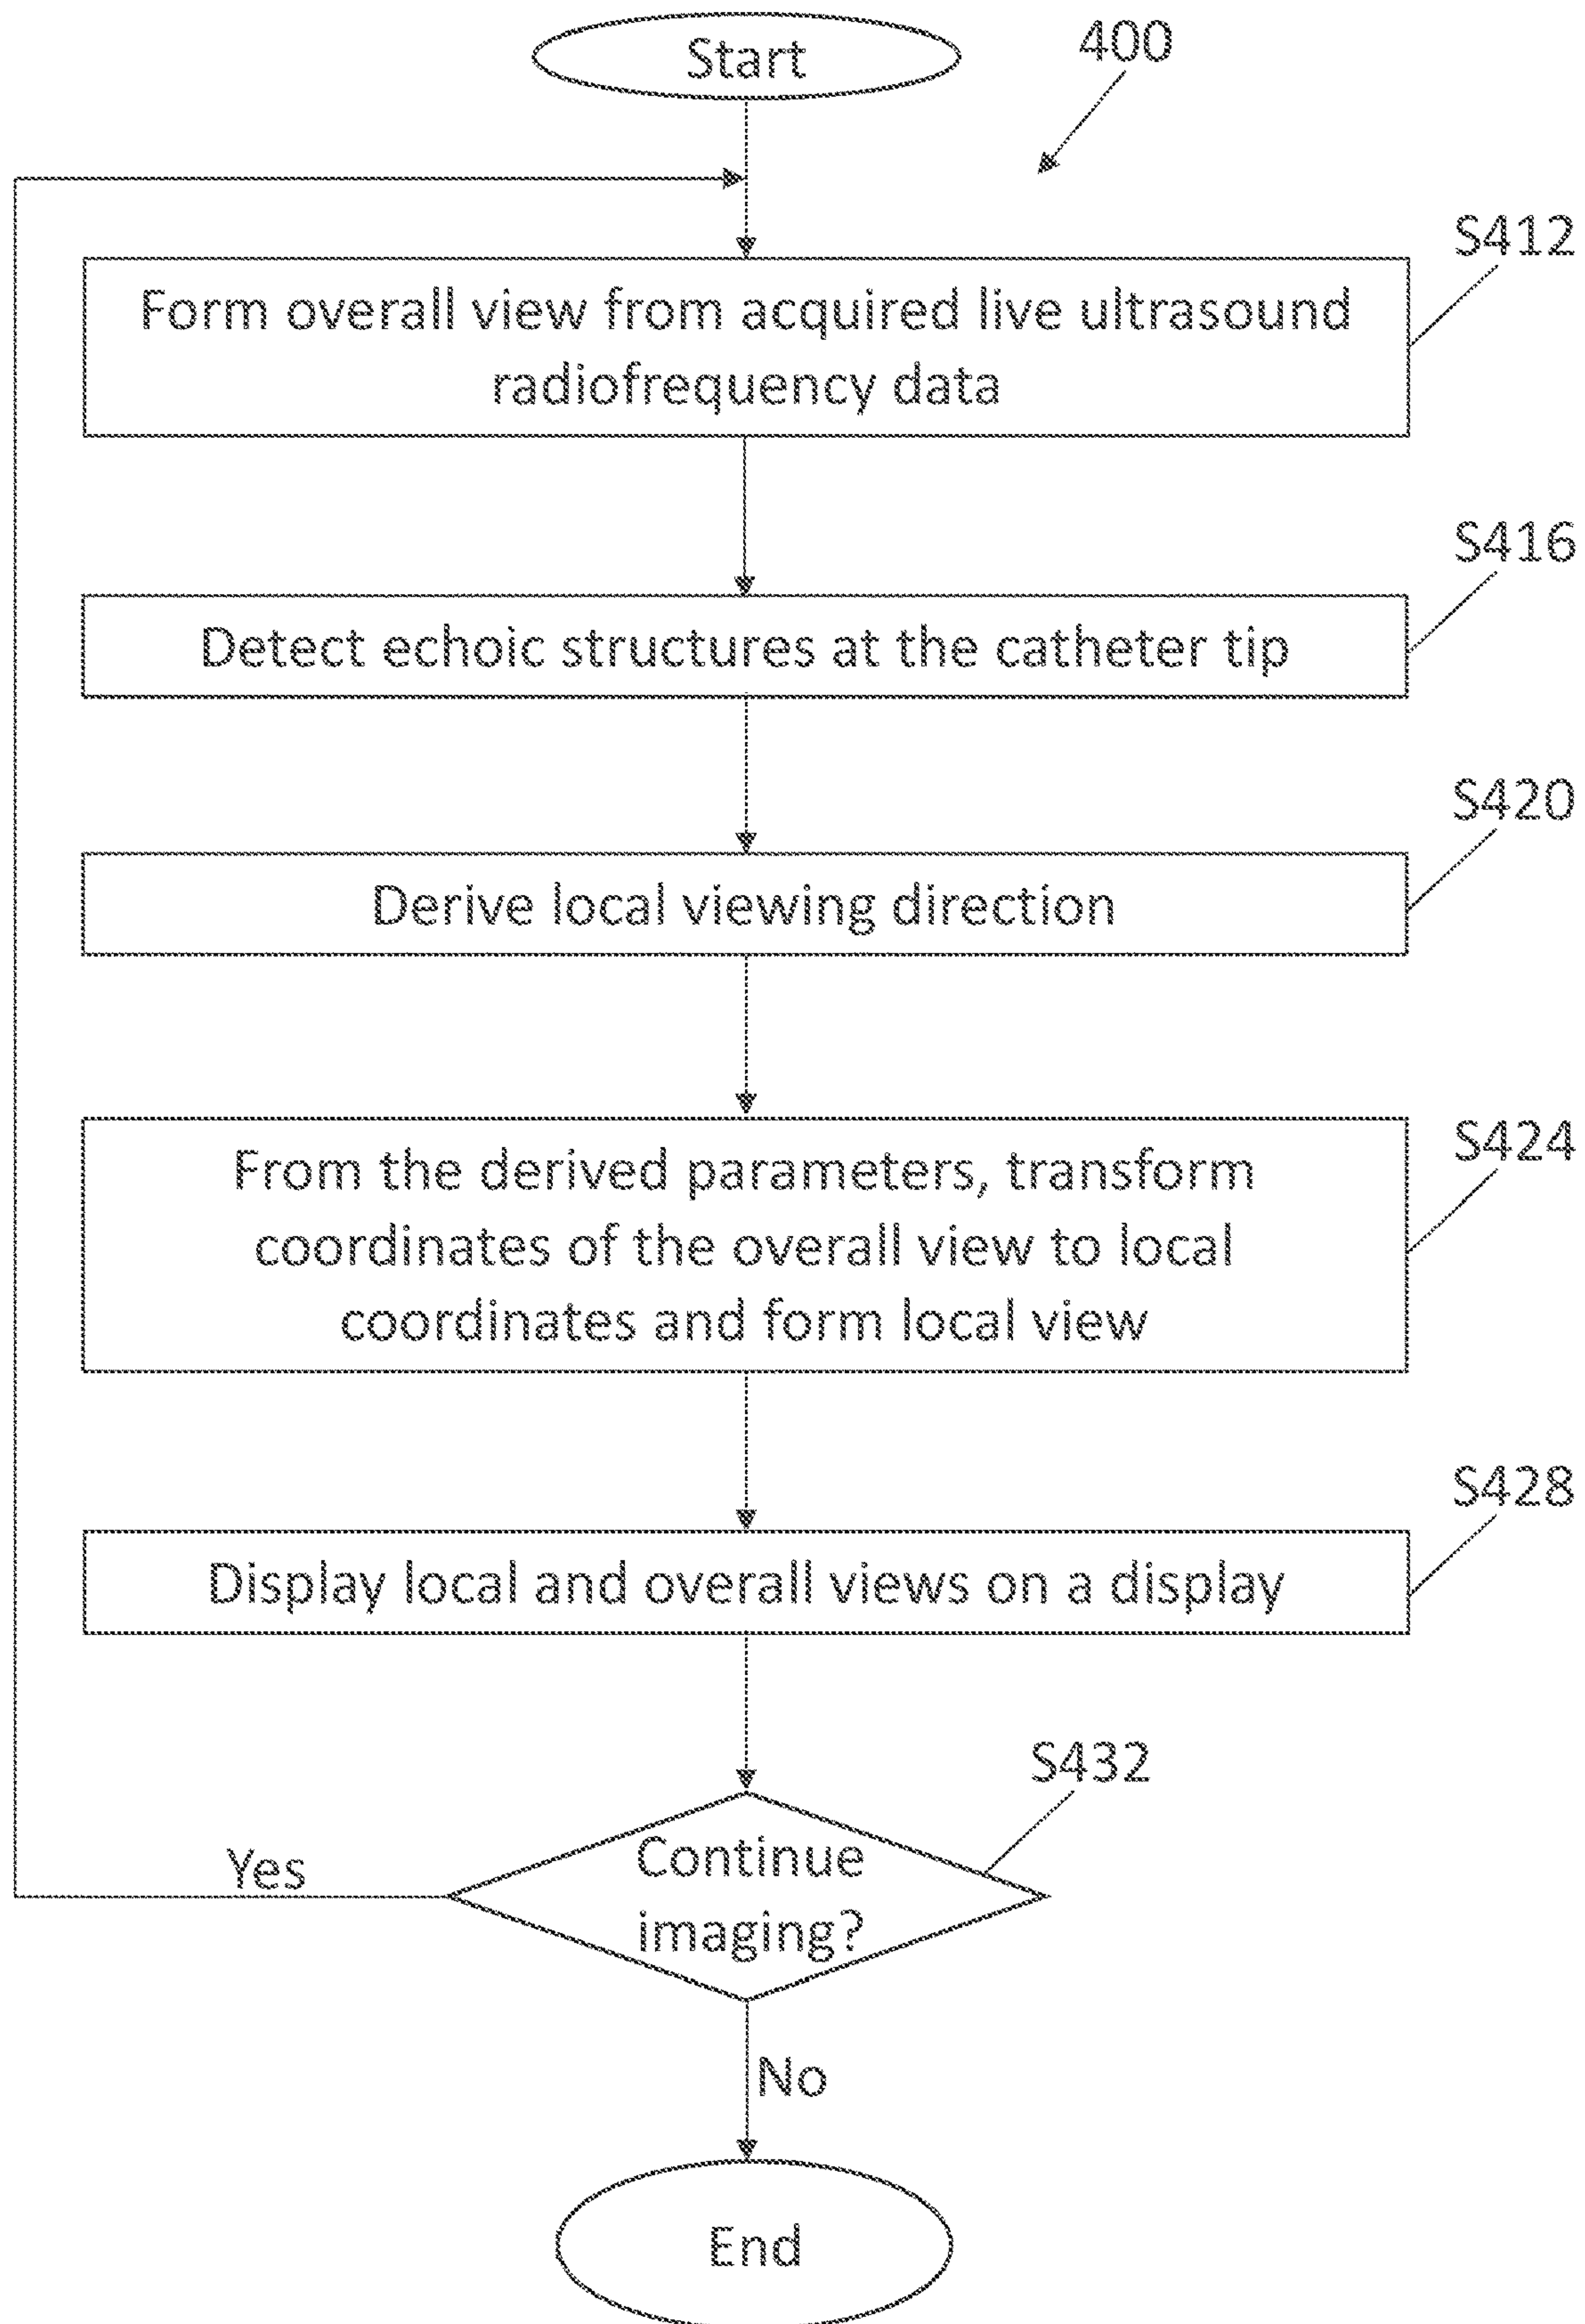 Start
400
S412
Form overall view from acquired live ultrasound
radiofrequency data
S416
Detect echoic structures at the catheter tip
S420
Derive local viewing direction
S424
From the derived parameters, transform
coordinates of the overall view to local
coordinates and form local view
S428
Display local and overall views on a display
S432
Continue
imaging?
Yes
No
End